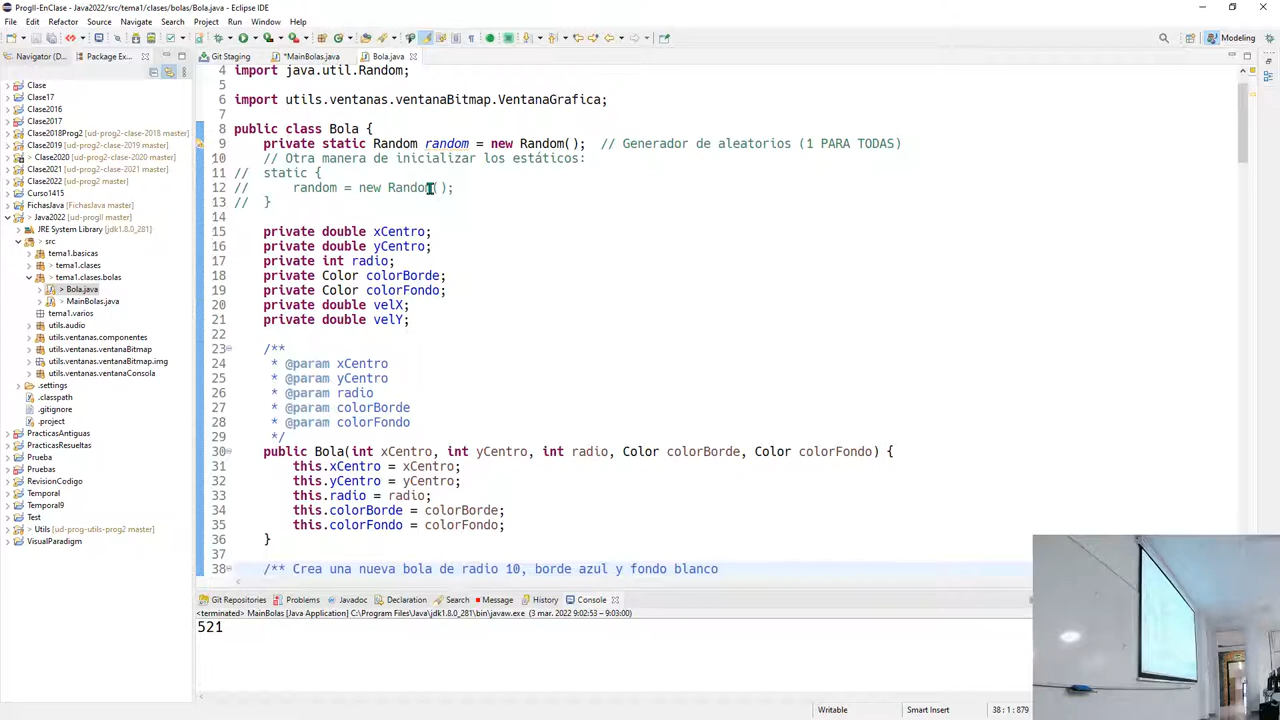 ProgII-EnClase - Java2022/src/tema1/clases/bolas/Bola.java - Eclipse IDE
File Edit Refactor Source Navigate Search Project Run Window Help
Modeling
Navigator (D... Package Ex...
Git Staging *MainBolas.java Bola.java
Clase
Clase17
Clase2016
Clase2017
Clase2018Prog2 [ud-prog2-clase-2018 master]
Clase2019 [ud-prog2-clase-2019 master]
> Clase2020 [ud-prog2-clase-2020 master]
Clase2021 [ud-prog2-clase-2021 master]
Clase2022 [ud-prog2-clase-2022 master]
Curso1415
FichasJava [FichasJava master]
> Java2022 [ud-progII master]
JRE System Library [jdk1.8.0_281]
> src
tema1.basicas
> tema1.clases
> tema1.clases.bolas
> Bola.java
> MainBolas.java
tema1.varios
utils.audio
utils.ventanas.componentes
utils.ventanas.ventanaBitmap
utils.ventanas.ventanaBitmap.img
utils.ventanas.ventanaConsola
.settings
.classpath
.gitignore
.project
PracticasAntiguas
PracticasResueltas
Prueba
Pruebas
RevisionCodigo
Temporal
Temporal9
Test
> Utils [ud-prog-utils-prog2 master]
VisualParadigm
4 import java.util.Random;
5
6 import utils.ventanas.ventanaBitmap.VentanaGrafica;
7
8 public class Bola {
9 private static Random random = new Random(); // Generador de aleatorios (1 PARA TODAS)
10 // Otra manera de inicializar los estáticos:
11 // static {
12 // random = new Random();
13 // }
14
15 private double xCentro;
16 private double yCentro;
17 private int radio;
18 private Color colorBorde;
19 private Color colorFondo;
20 private double velX;
21 private double velY;
22
23 /**
24 * @param xCentro
25 * @param yCentro
26 * @param radio
27 * @param colorBorde
28 * @param colorFondo
29 */
30 public Bola(int xCentro, int yCentro, int radio, Color colorBorde, Color colorFondo) {
31 this.xCentro = xCentro;
32 this.yCentro = yCentro;
33 this.radio = radio;
34 this.colorBorde = colorBorde;
35 this.colorFondo = colorFondo;
36 }
37
38 /** Crea una nueva bola de radio 10, borde azul y fondo blanco
Git Repositories Problems Javadoc Declaration Search Message History Console
<terminated> MainBolas [Java Application] C:\Program Files\Java\jdk1.8.0_281\bin\javaw.exe (3 mar. 2022 9:02:53 – 9:03:00)
521
Writable Smart Insert 38 : 1 : 879